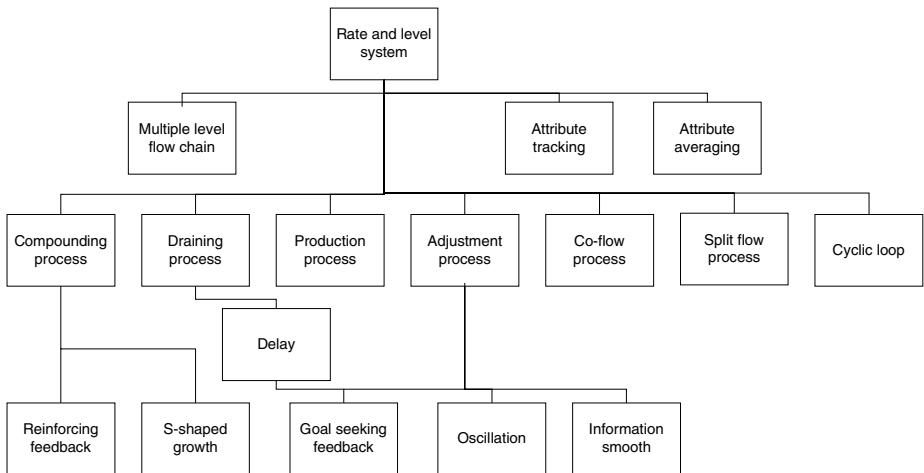 Rate and level
system
Multiple level
flow chain
Attribute
tracking
Attribute
averaging
Compounding
process
Draining
process
Production
process
Adjustment
process
Co-flow
process
Split flow
process
Cyclic loop
Delay
Reinforcing
feedback
S-shaped
growth
Goal seeking
feedback
Oscillation
Information
smooth